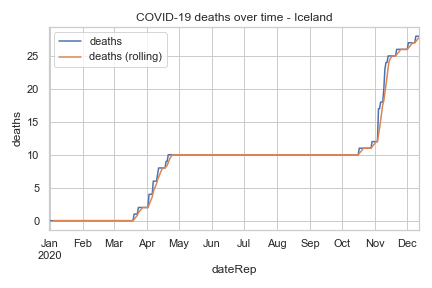 COVID-19 deaths over time - Iceland
deaths
deaths (rolling)
deaths
25
20
15
10
5
0
Jan Feb Mar Apr May Jun Jul Aug Sep Oct Nov Dec
2020
dateRep